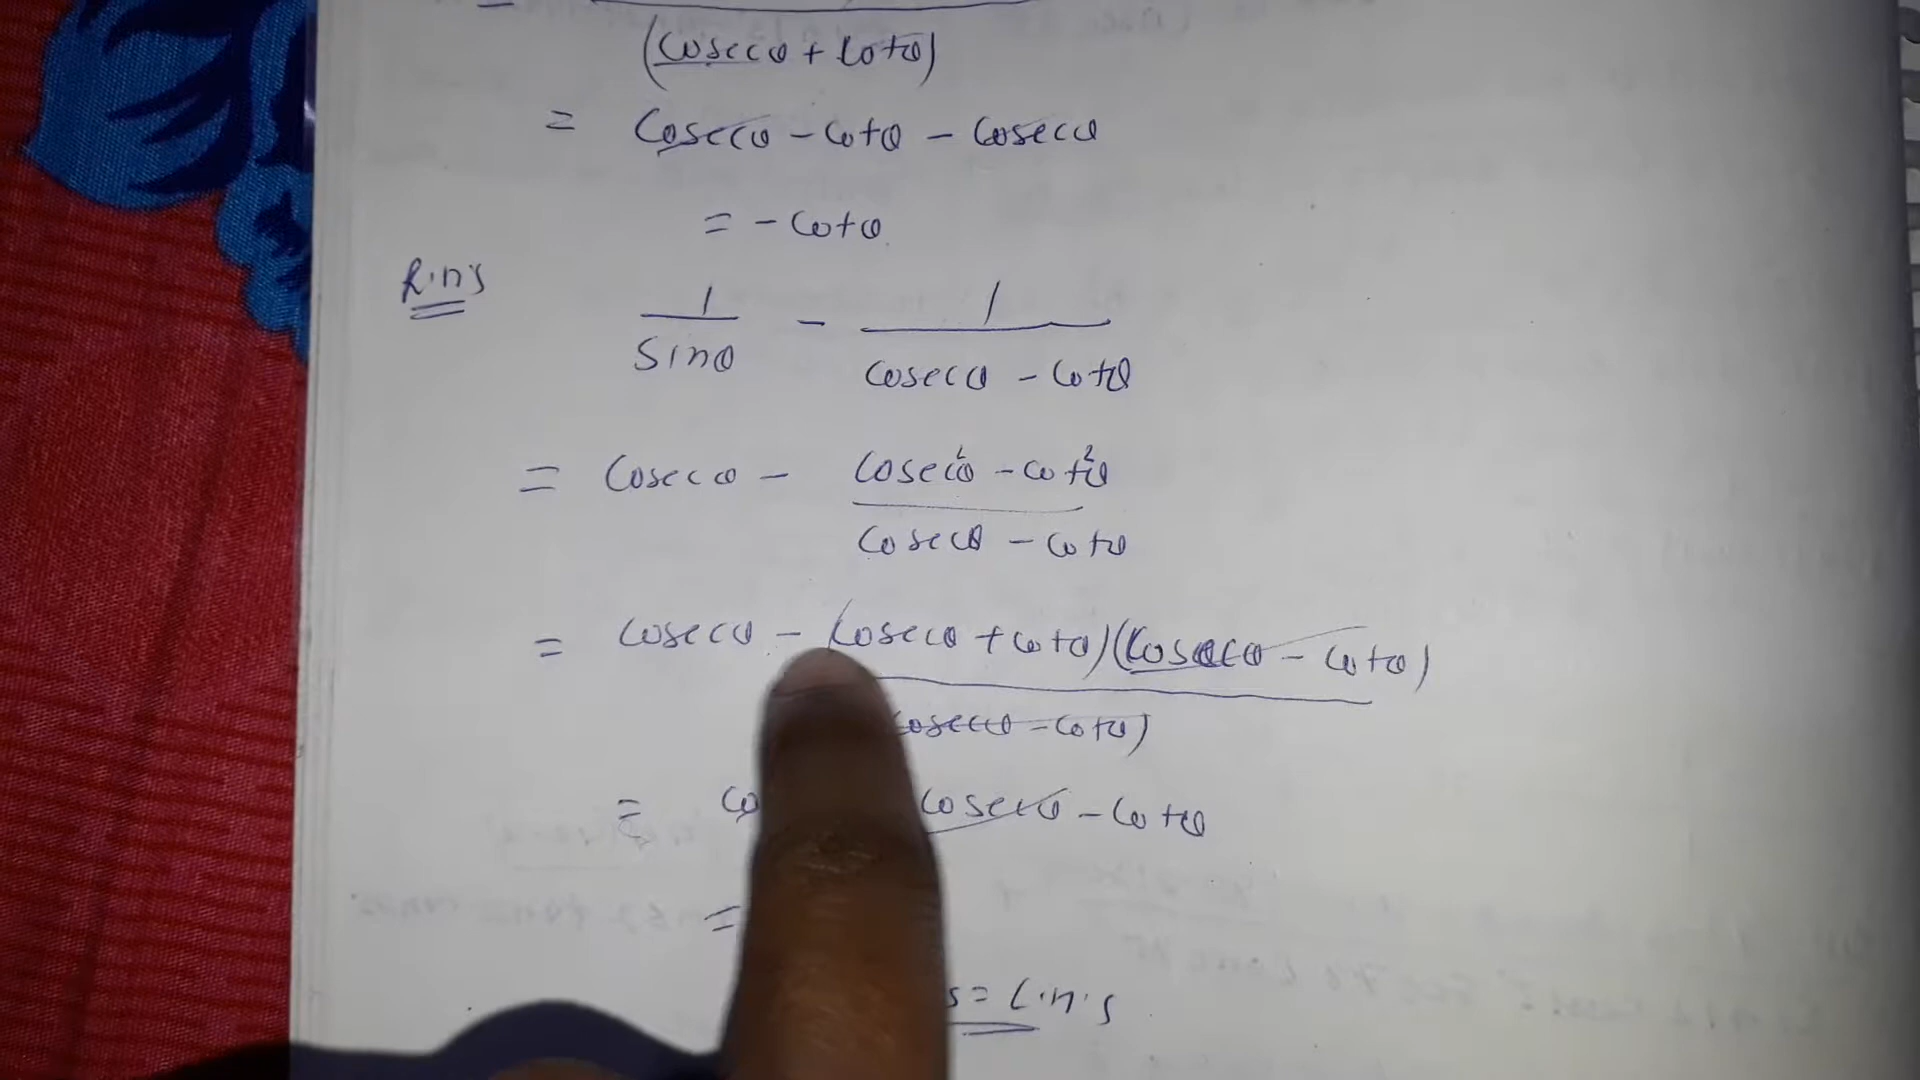 (cosecθ + cotθ)
= cosecθ - cotθ - cosecθ
= - cotθ
R.H.S
1/sinθ - 1/cosecθ - cotθ
= cosecθ - cosec²θ - cot²θ/cosecθ - cotθ
= cosecθ - (cosecθ + cotθ)(cosecθ - cotθ)/cosecθ - cotθ)
= cosecθ - cotθ
=
= L.H.S